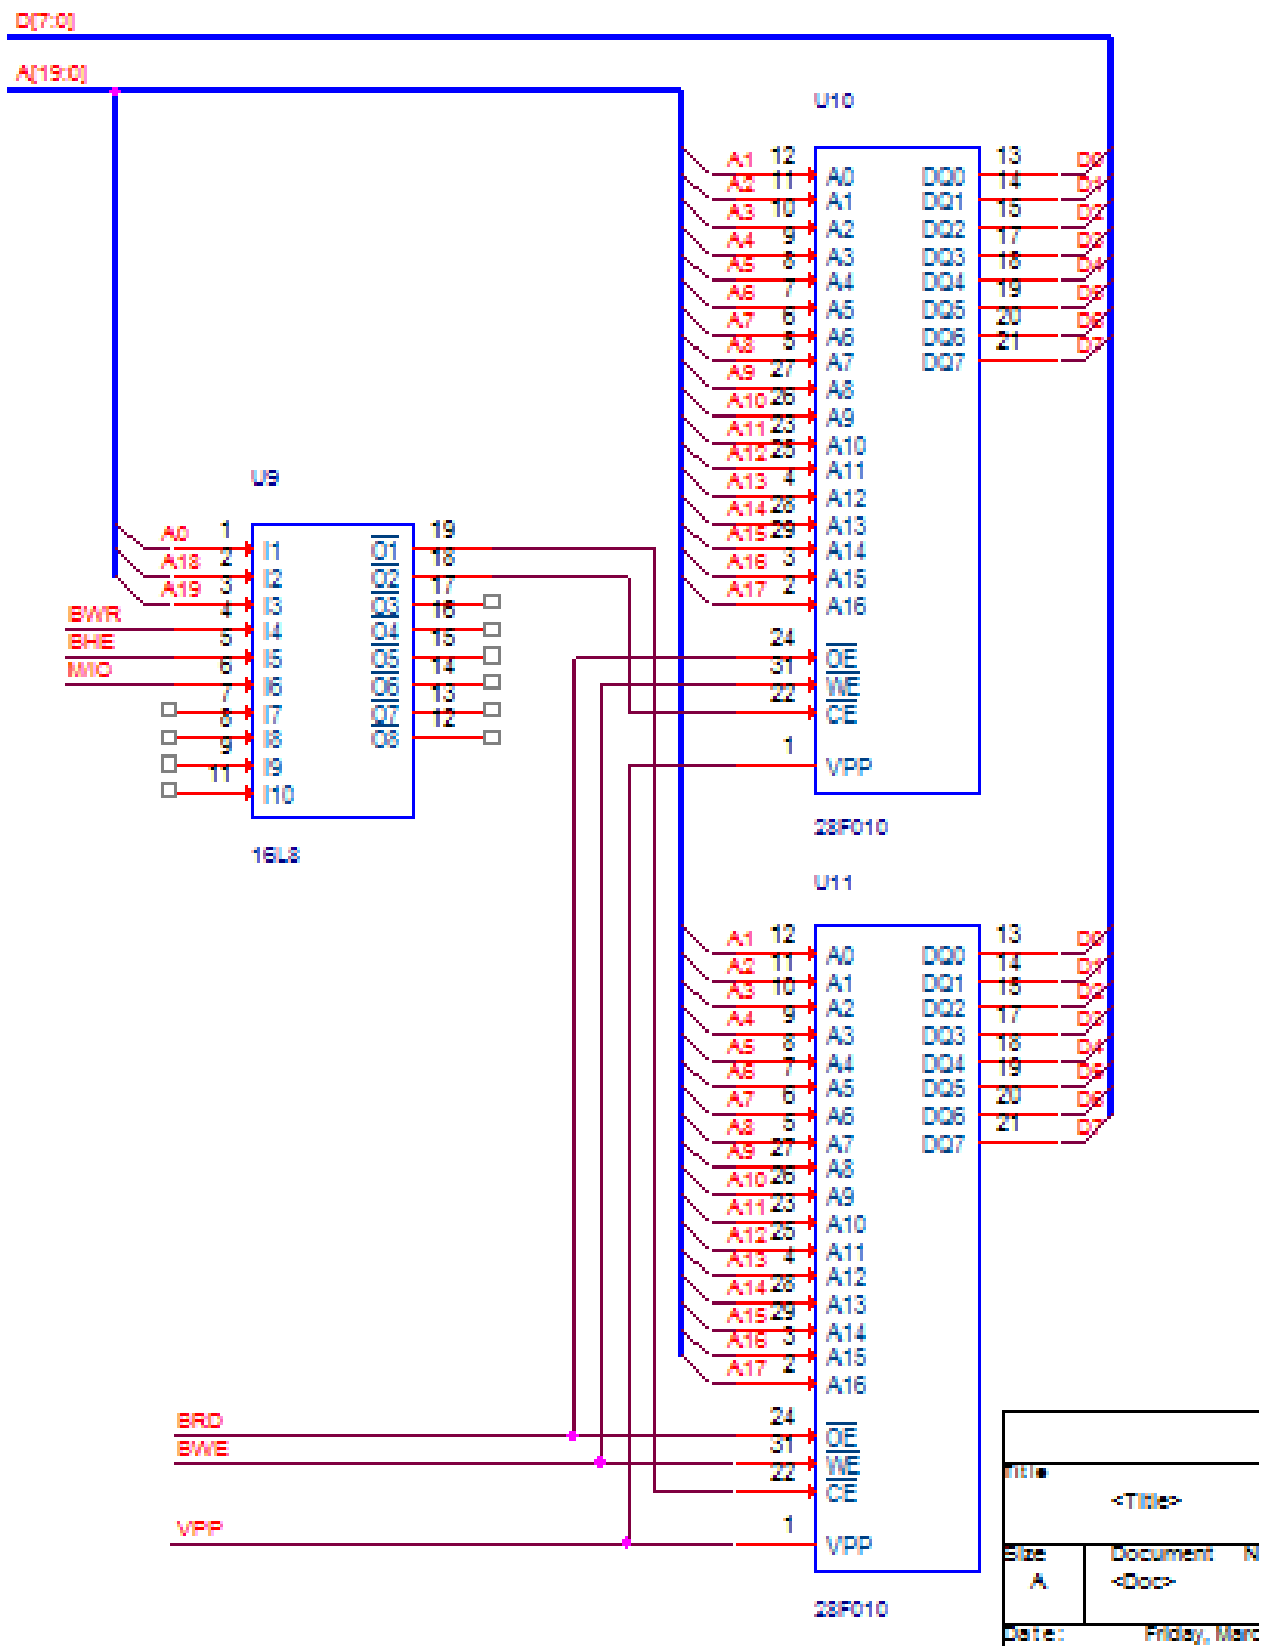 D[7:0]
A[19:0]
U10
A1 12 A0 DQ0 13 D0
A2 11 A1 DQ1 14 D1
A3 10 A2 DQ2 15 D2
A4 9 A3 DQ3 17 D3
A5 8 A4 DQ4 18 D4
A6 7 A5 DQ5 19 D5
A7 6 A6 DQ6 20 D6
A8 5 A7 DQ7 21 D7
A9 27 A8
A10 26 A9
A11 23 A10
A12 25 A11
A13 4 A12
A14 28 A13
A15 29 A14
A16 3 A15
A17 2 A16
24 OE
31 WE
22 CE
1 VPP
28F010
U9
A0 1 I1 O1 19
A18 2 I2 O2 18
A19 3 I3 O3 17
BWR 4 I4 O4 16
BHE 5 I5 O5 15
M/IO 6 I6 O6 14
7 I7 O7 13
8 I8 O8 12
9 I9
11 I10
16L8
U11
A1 12 A0 DQ0 13 D0
A2 11 A1 DQ1 14 D1
A3 10 A2 DQ2 15 D2
A4 9 A3 DQ3 17 D3
A5 8 A4 DQ4 18 D4
A6 7 A5 DQ5 19 D5
A7 6 A6 DQ6 20 D6
A8 5 A7 DQ7 21 D7
A9 27 A8
A10 26 A9
A11 23 A10
A12 25 A11
A13 4 A12
A14 28 A13
A15 29 A14
A16 3 A15
A17 2 A16
BRD 24 OE
BWE 31 WE
22 CE
VPP 1 VPP
28F010
Title
<Title>
Size Document N
A <Doc>
Date: Friday, Marc